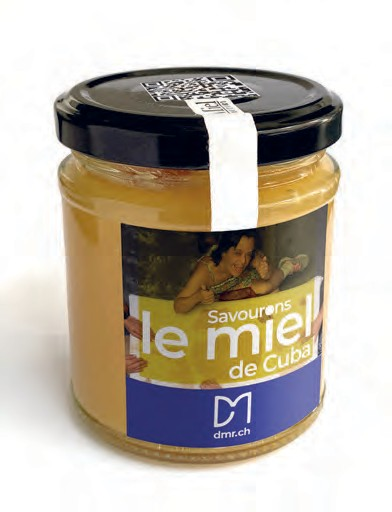 Savourons
le miel
de Cuba
dmr.ch